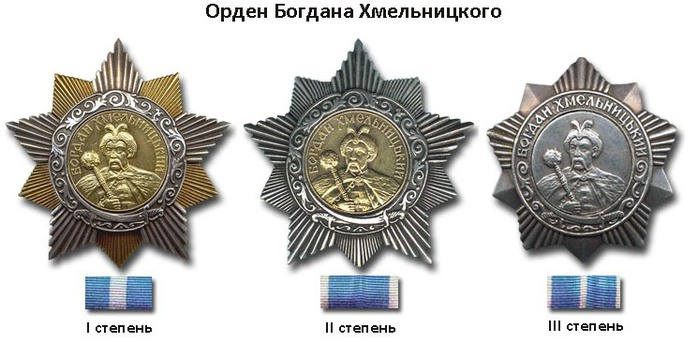 Орден Богдана Хмельницкого
БОГДАН ХМЕЛЬНИЦЬКИЙ
БОГДАН ХМЕЛЬНИЦЬКИЙ
БОГДАН ХМЕЛЬНИЦЬКИЙ
I степень
II степень
III степень